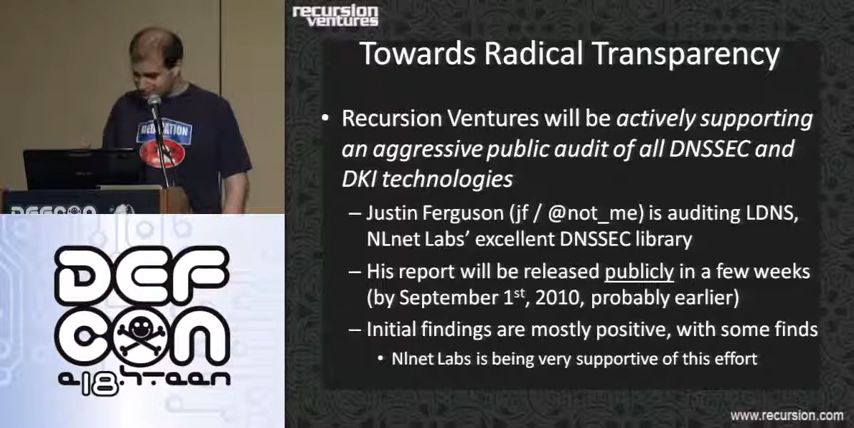 recursion
ventures
Towards Radical Transparency
• Recursion Ventures will be actively supporting
an aggressive public audit of all DNSSEC and
DKI technologies
– Justin Ferguson (jf / @not_me) is auditing LDNS,
NLnet Labs' excellent DNSSEC library
– His report will be released publicly in a few weeks
(by September 1st, 2010, probably earlier)
– Initial findings are mostly positive, with some finds
• Nlnet Labs is being very supportive of this effort
www.recursion.com
DEFCON
DEF
CON
e18hteen